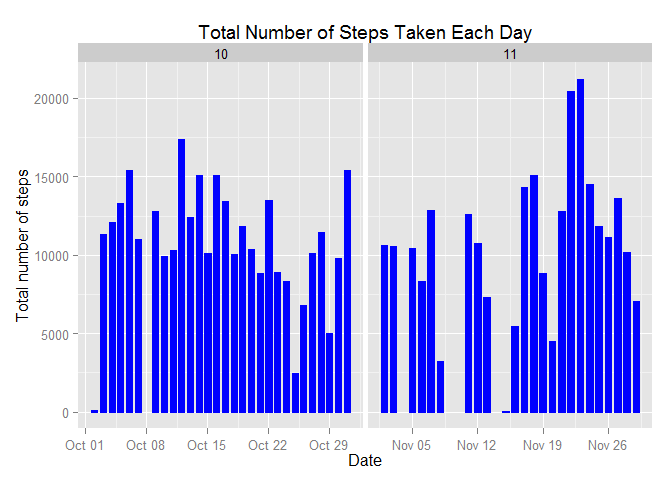 Total Number of Steps Taken Each Day
10
11
Total number of steps
20000
15000
10000
5000
0
Oct 01
Oct 08
Oct 15
Oct 22
Oct 29
Nov 05
Nov 12
Nov 19
Nov 26
Date